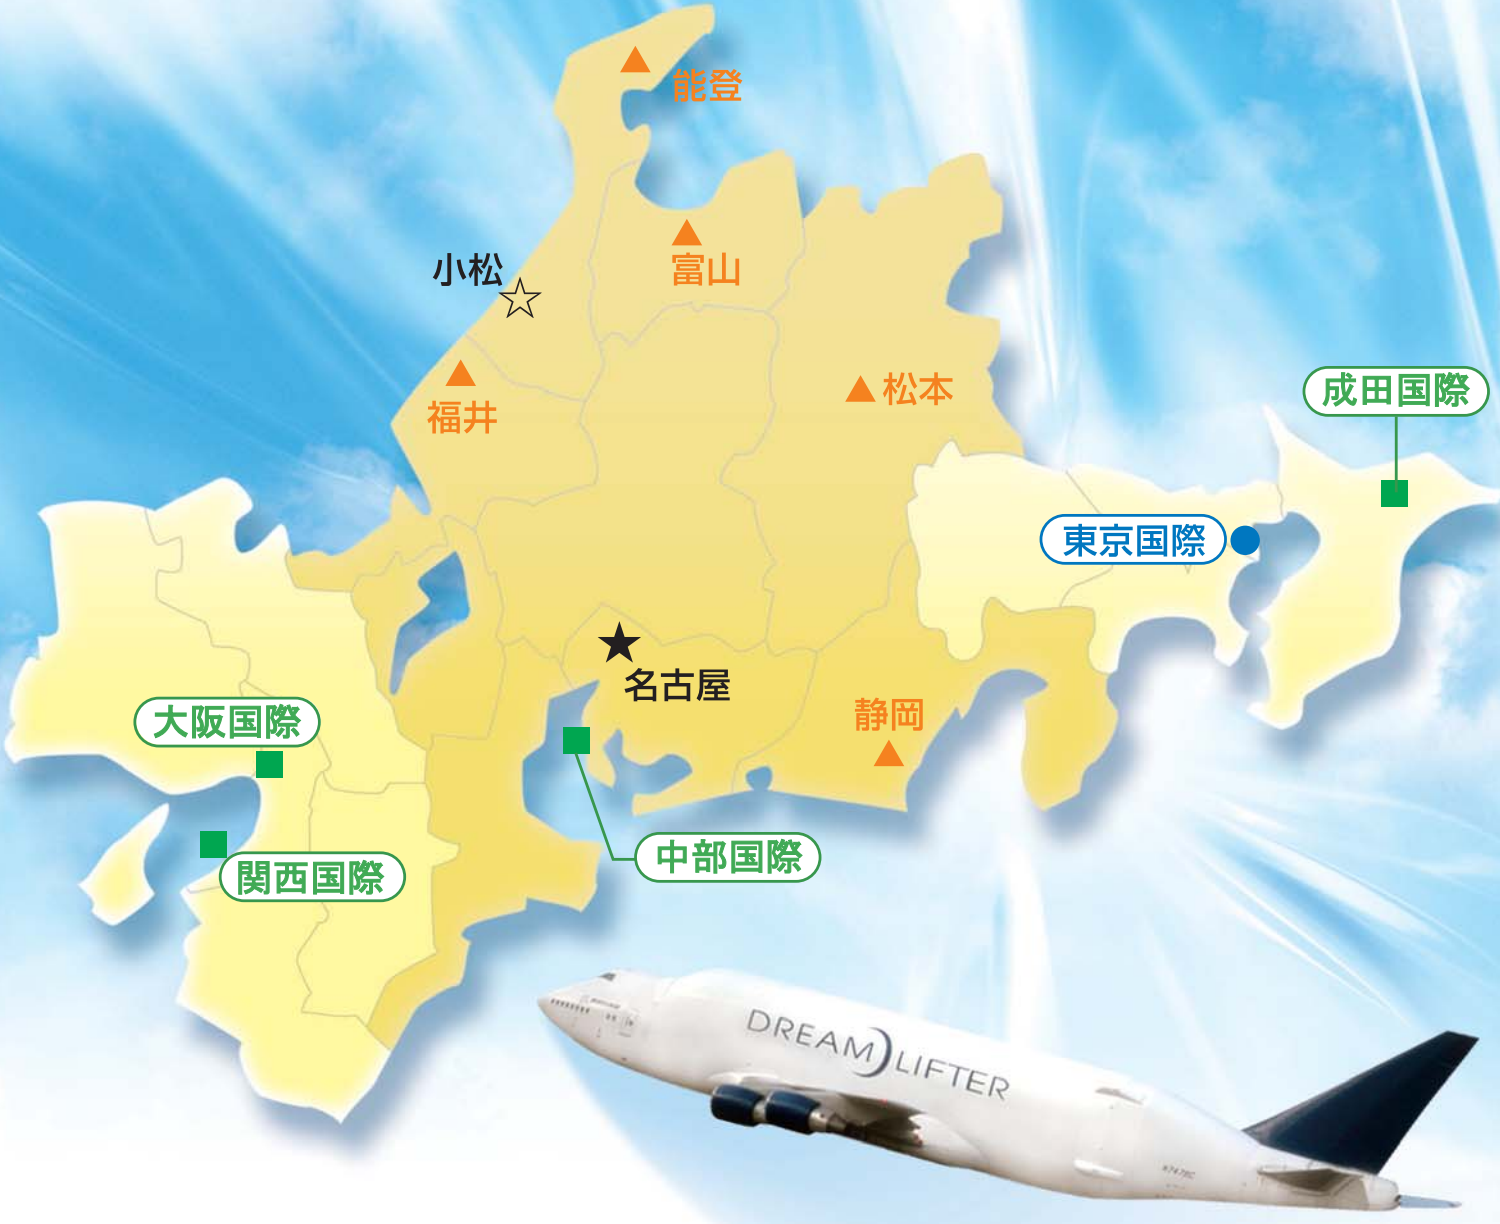 能登
小松
富山
福井
松本
成田国際
東京国際
名古屋
大阪国際
静岡
中部国際
関西国際
DREAM LIFTER